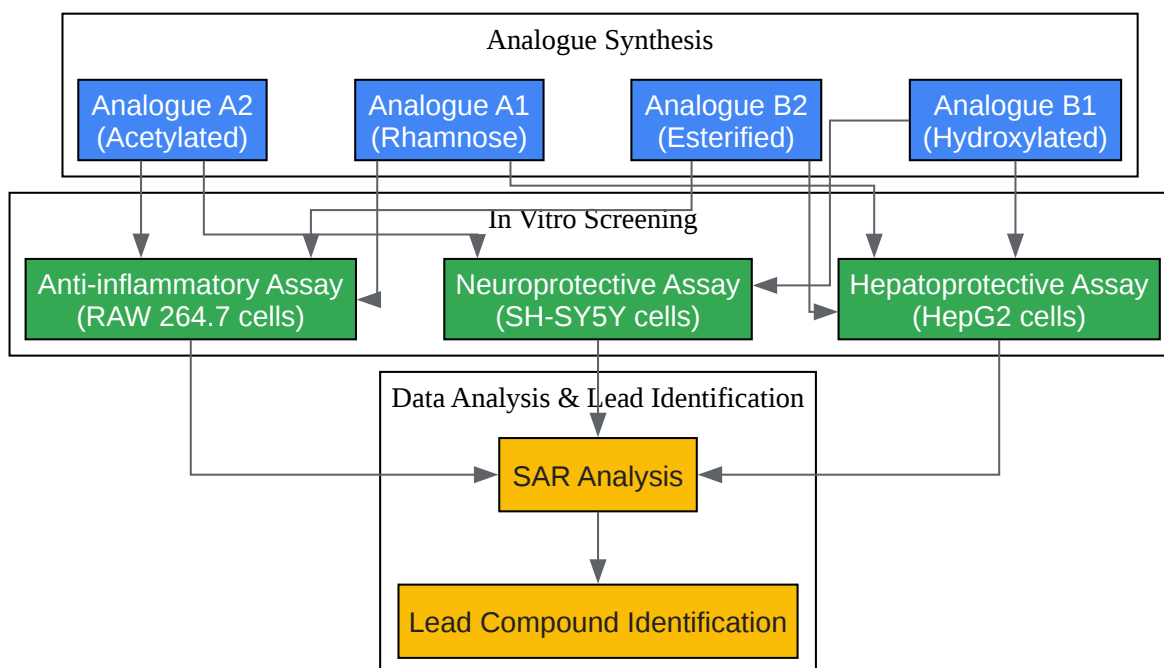 Analogue Synthesis
Analogue A2
(Acetylated)
Analogue A1
(Rhamnose)
Analogue B2
(Esterified)
Analogue B1
(Hydroxylated)
In Vitro Screening
Anti-inflammatory Assay
(RAW 264.7 cells)
Neuroprotective Assay
(SH-SY5Y cells)
Hepatoprotective Assay
(HepG2 cells)
Data Analysis & Lead Identification
SAR Analysis
Lead Compound Identification